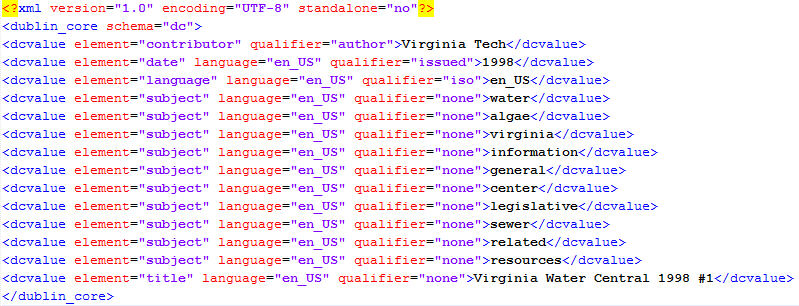 <?xml version="1.0" encoding="UTF-8" standalone="no"?>
<dublin_core schema="dc">
<dcvalue element="contributor" qualifier="author">Virginia Tech</dcvalue>
<dcvalue element="date" language="en_US" qualifier="issued">1998</dcvalue>
<dcvalue element="language" language="en_US" qualifier="iso">en_US</dcvalue>
<dcvalue element="subject" language="en_US" qualifier="none">water</dcvalue>
<dcvalue element="subject" language="en_US" qualifier="none">algae</dcvalue>
<dcvalue element="subject" language="en_US" qualifier="none">virginia</dcvalue>
<dcvalue element="subject" language="en_US" qualifier="none">information</dcvalue>
<dcvalue element="subject" language="en_US" qualifier="none">general</dcvalue>
<dcvalue element="subject" language="en_US" qualifier="none">center</dcvalue>
<dcvalue element="subject" language="en_US" qualifier="none">legislative</dcvalue>
<dcvalue element="subject" language="en_US" qualifier="none">sewer</dcvalue>
<dcvalue element="subject" language="en_US" qualifier="none">related</dcvalue>
<dcvalue element="subject" language="en_US" qualifier="none">resources</dcvalue>
<dcvalue element="title" language="en_US" qualifier="none">Virginia Water Central 1998 #1</dcvalue>
</dublin_core>